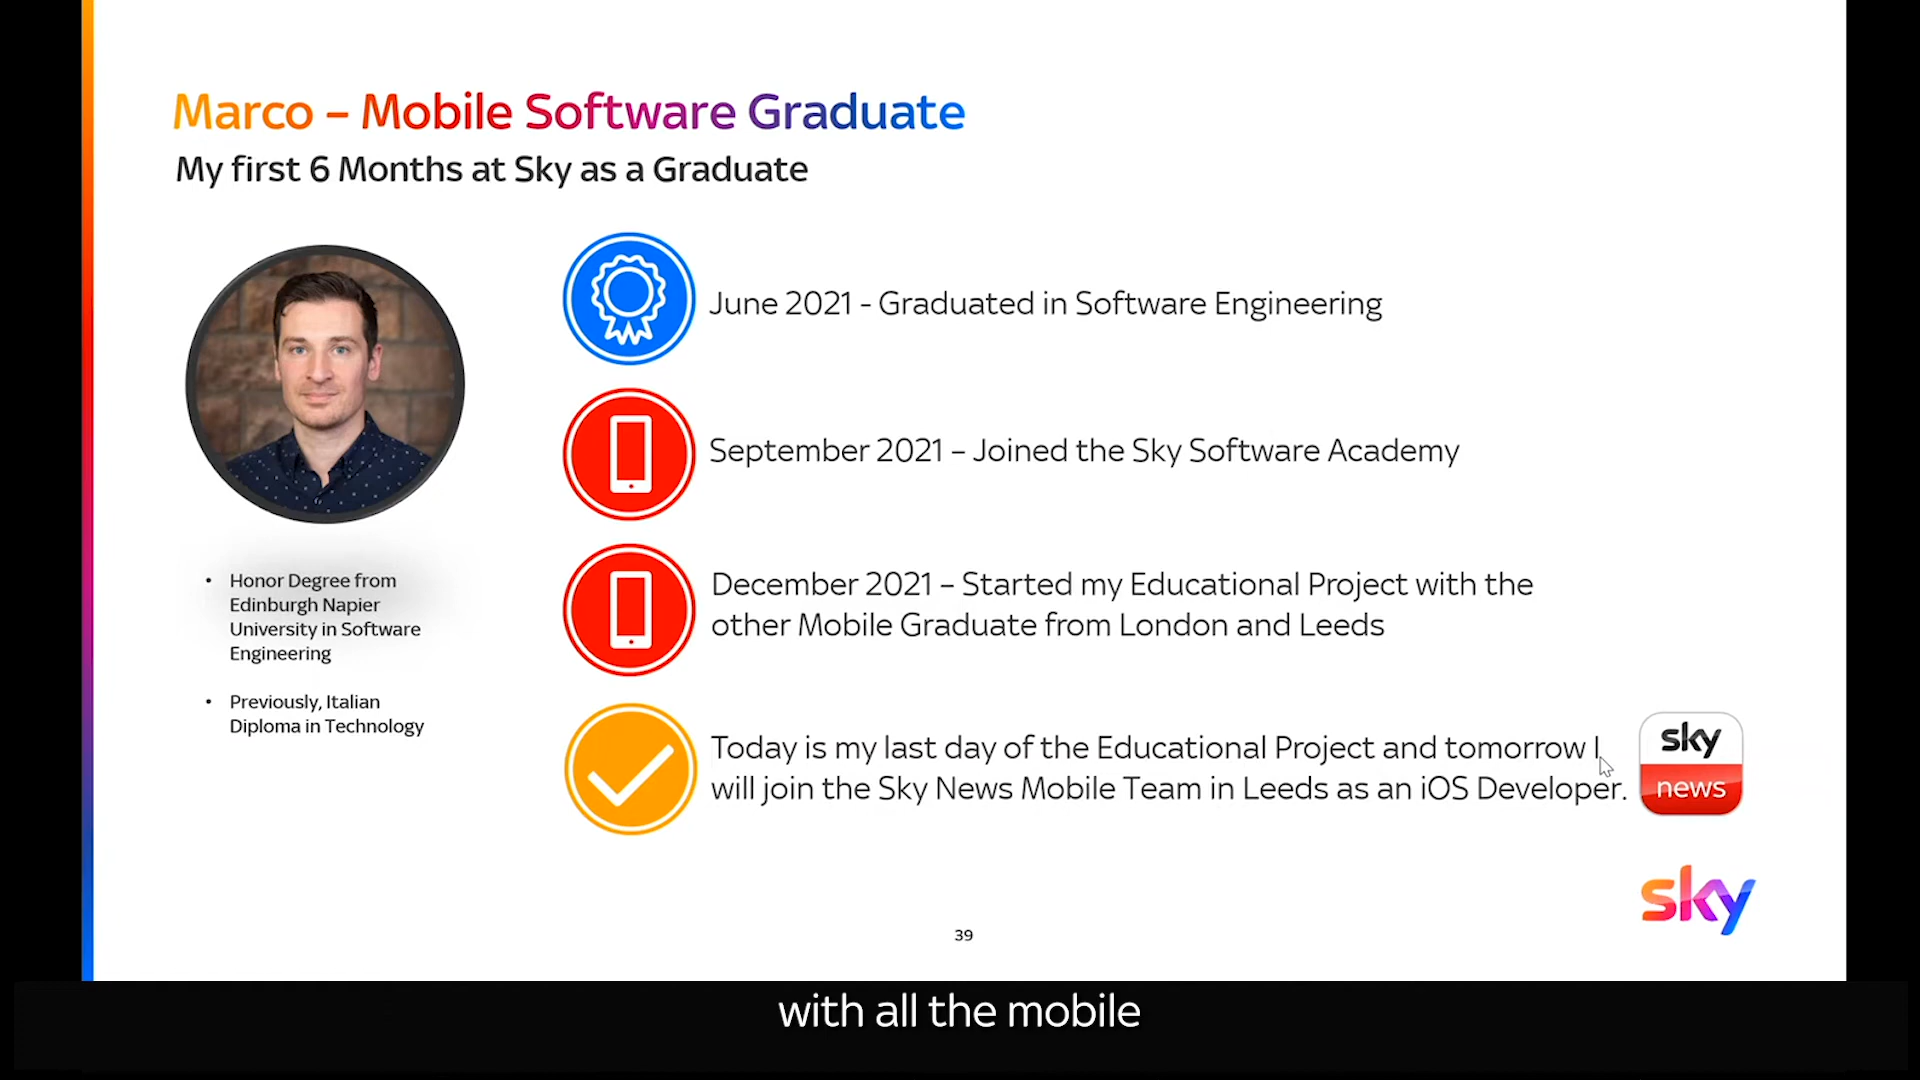 Marco – Mobile Software Graduate
My first 6 Months at Sky as a Graduate
June 2021 - Graduated in Software Engineering
September 2021 – Joined the Sky Software Academy
December 2021 – Started my Educational Project with the
other Mobile Graduate from London and Leeds
Today is my last day of the Educational Project and tomorrow I
will join the Sky News Mobile Team in Leeds as an iOS Developer.
• Honor Degree from
Edinburgh Napier
University in Software
Engineering
• Previously, Italian
Diploma in Technology
sky
news
sky
39
with all the mobile